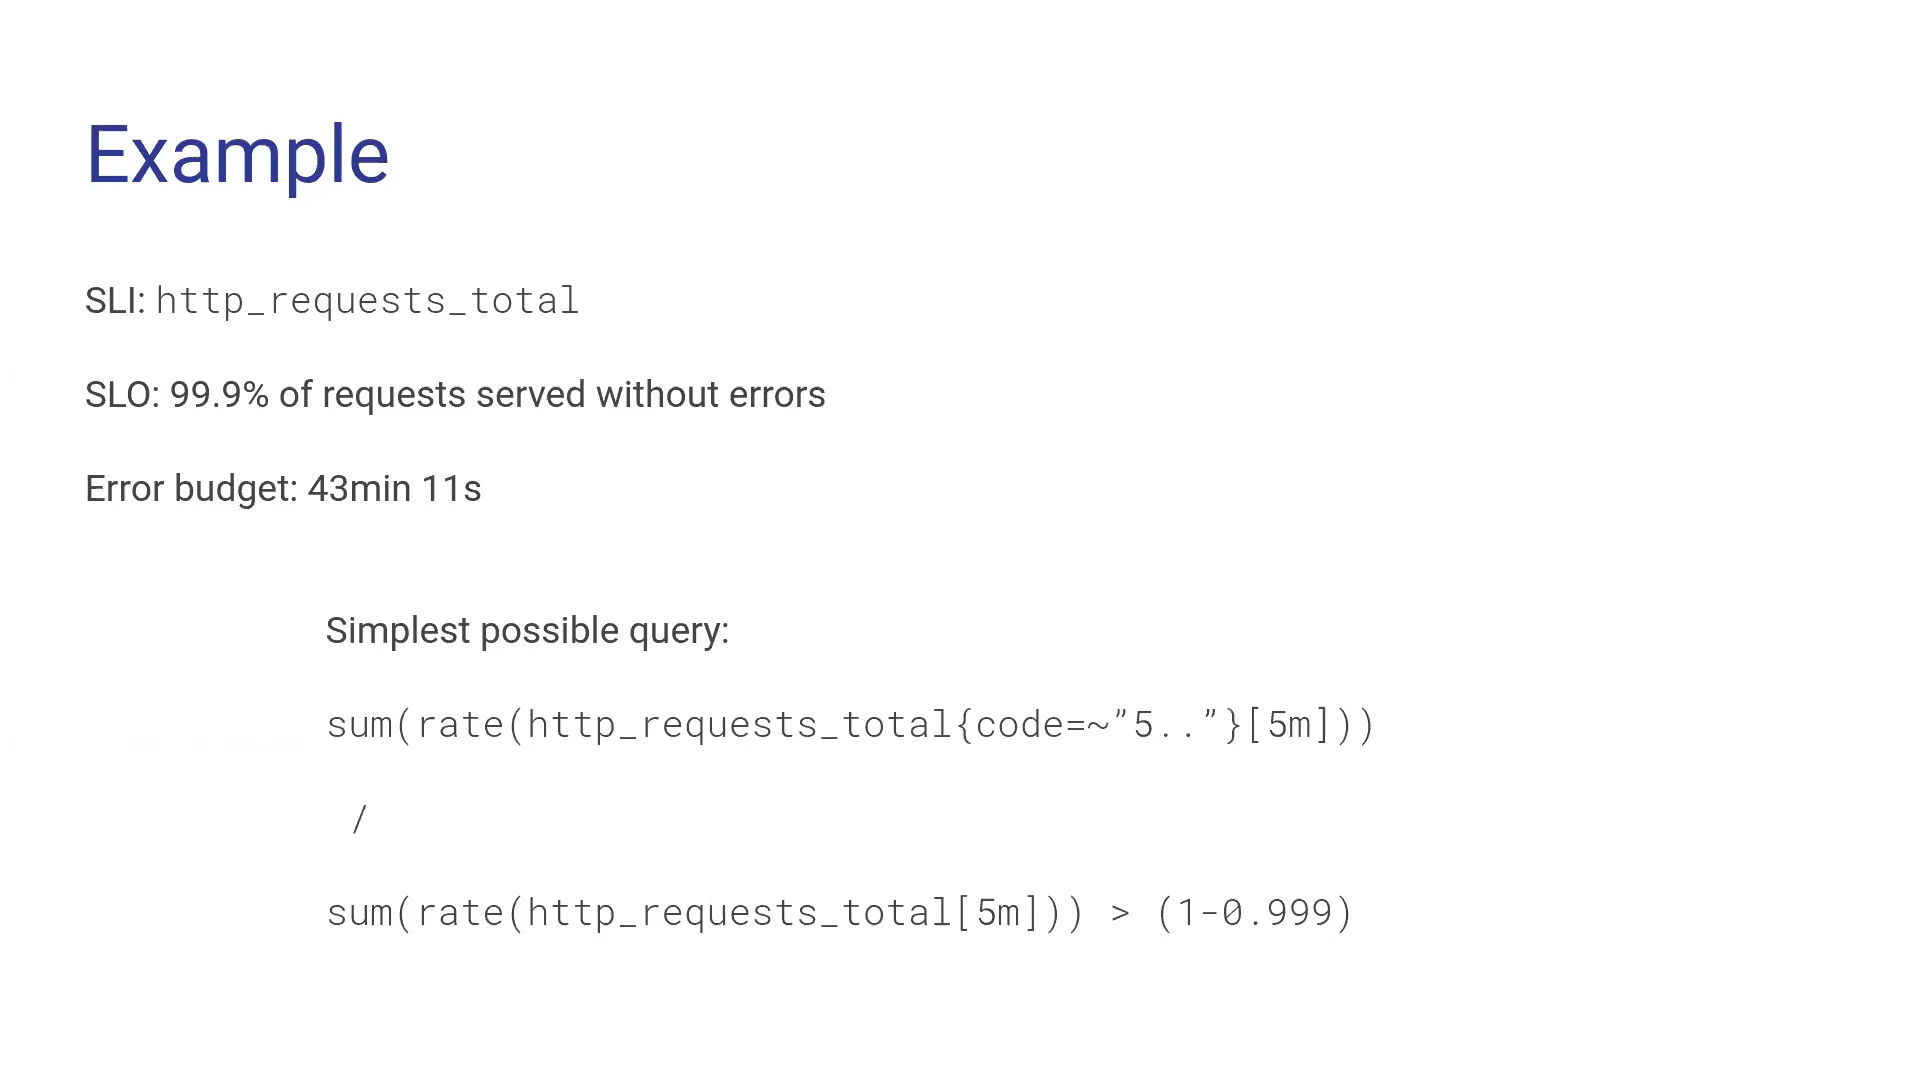 Example
SLI: http_requests_total
SLO: 99.9% of requests served without errors
Error budget: 43min 11s
Simplest possible query:
sum(rate(http_requests_total{code=~”5..”}[5m]))
/
sum(rate(http_requests_total[5m])) > (1-0.999)